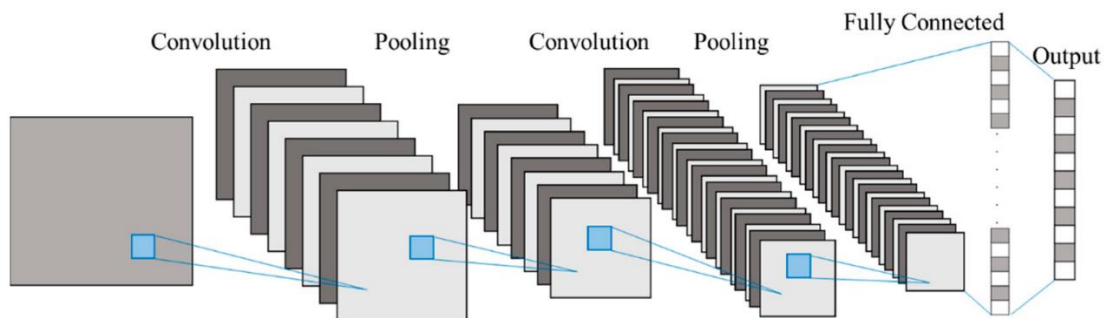 Convolution
Pooling
Convolution
Pooling
Fully Connected
Output